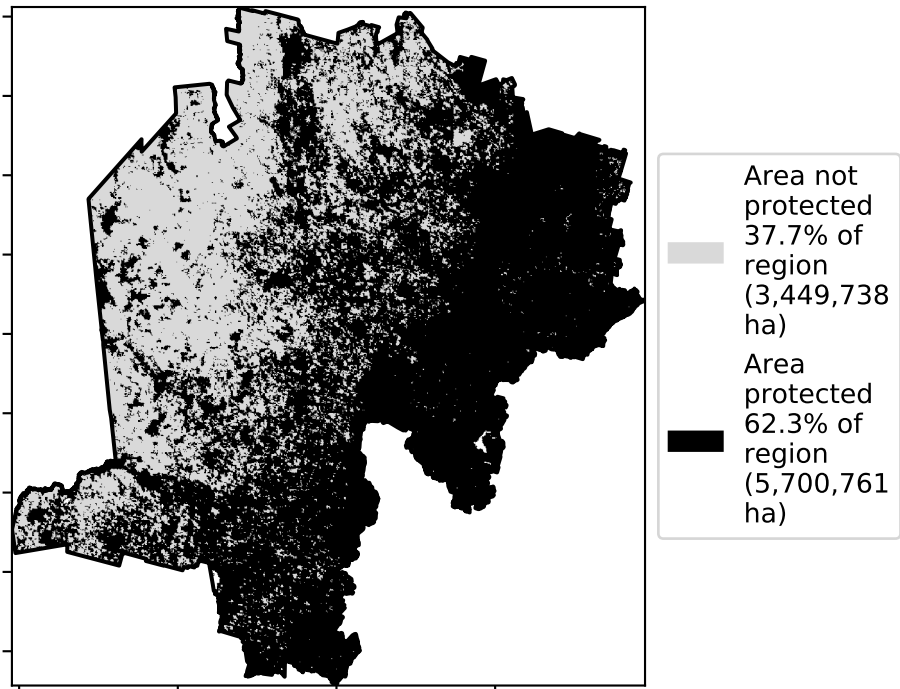 Area not
protected
37.7% of
region
(3,449,738
ha)
Area
protected
62.3% of
region
(5,700,761
ha)